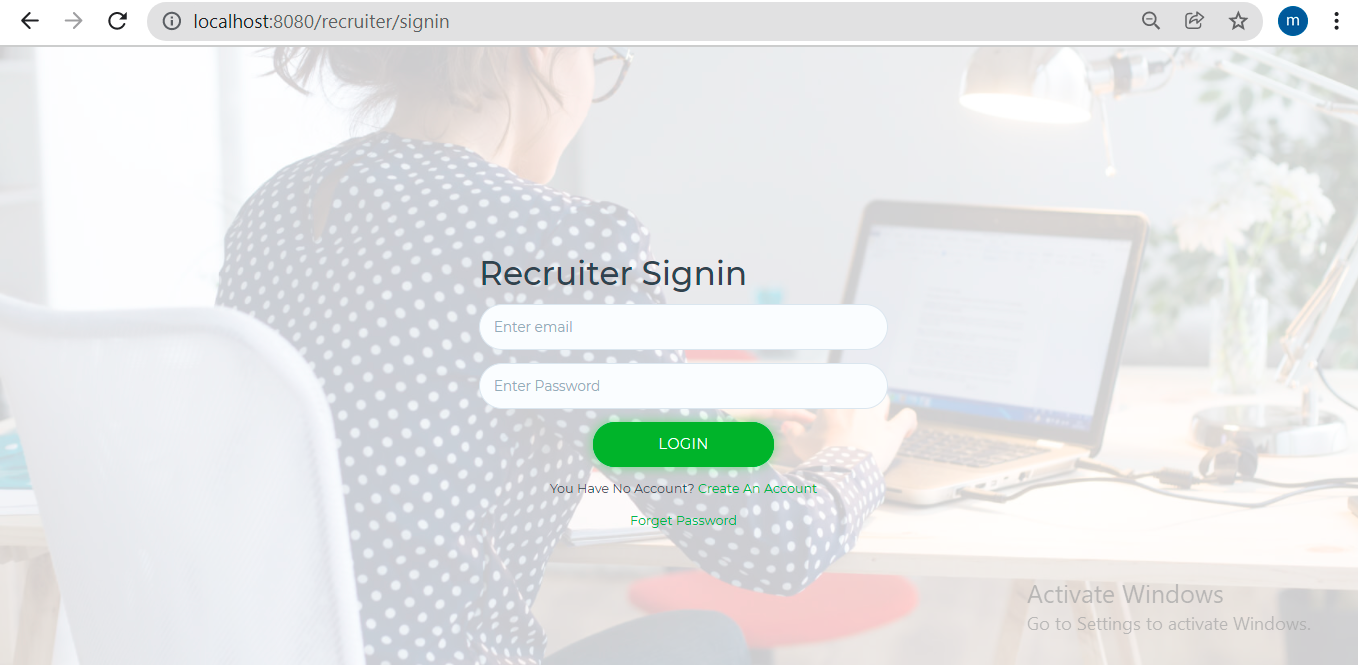 localhost:8080/recruiter/signin
m
Recruiter Signin
Enter email
Enter Password
LOGIN
You Have No Account? Create An Account
Forget Password
Activate Windows
Go to Settings to activate Windows.